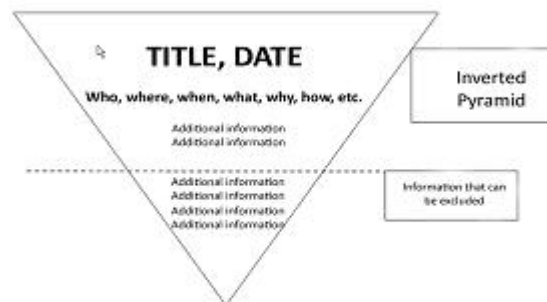 TITLE, DATE
Who, where, when, what, why, how, etc.
Additional information
Additional information
Additional information
Additional information
Additional information
Additional information
Inverted
Pyramid
Information that can
be excluded